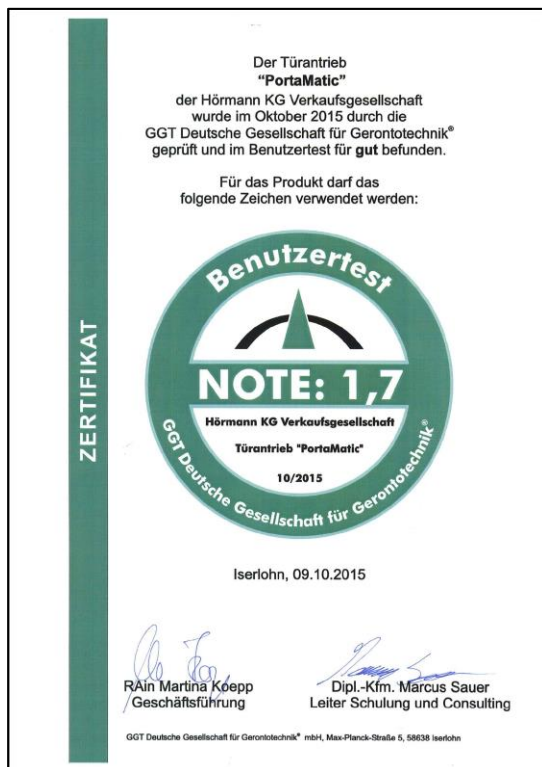 ZERTIFIKAT
Der Türantrieb
"PortaMatic"
der Hörmann KG Verkaufsgesellschaft
wurde im Oktober 2015 durch die
GGT Deutsche Gesellschaft für Gerontotechnik®
geprüft und im Benutzertest für gut befunden.
Für das Produkt darf das
folgende Zeichen verwendet werden:
Benutzertest
NOTE: 1,7
Hörmann KG Verkaufsgesellschaft
Türantrieb "PortaMatic"
10/2015
GGT Deutsche Gesellschaft für Gerontotechnik®
Iserlohn, 09.10.2015
RAin Martina Koepp
Geschäftsführung
Dipl.-Kfm. Marcus Sauer
Leiter Schulung und Consulting
GGT Deutsche Gesellschaft für Gerontotechnik® mbH, Max-Planck-Straße 5, 58638 Iserlohn